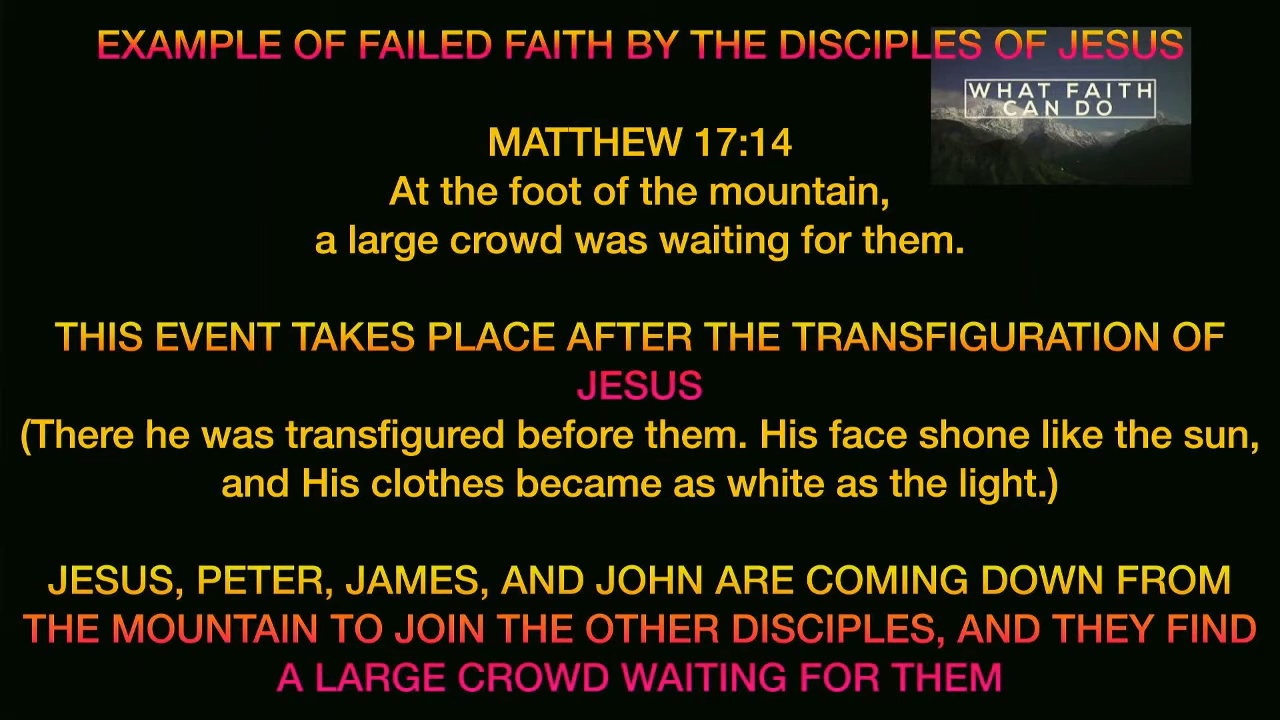 EXAMPLE OF FAILED FAITH BY THE DISCIPLES OF JESUS
WHAT FAITH
CAN DO
MATTHEW 17:14
At the foot of the mountain,
a large crowd was waiting for them.
THIS EVENT TAKES PLACE AFTER THE TRANSFIGURATION OF
JESUS
(There he was transfigured before them. His face shone like the sun,
and His clothes became as white as the light.)
JESUS, PETER, JAMES, AND JOHN ARE COMING DOWN FROM
THE MOUNTAIN TO JOIN THE OTHER DISCIPLES, AND THEY FIND
A LARGE CROWD WAITING FOR THEM